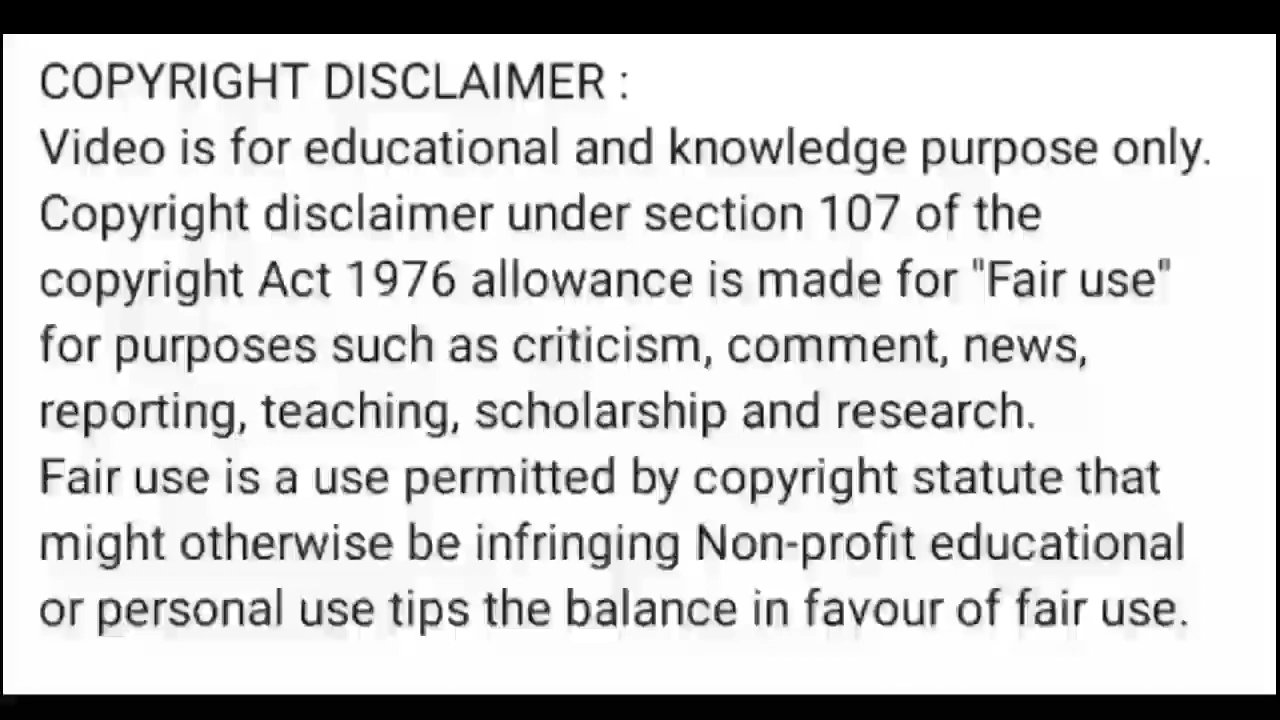 COPYRIGHT DISCLAIMER :
Video is for educational and knowledge purpose only.
Copyright disclaimer under section 107 of the
copyright Act 1976 allowance is made for "Fair use"
for purposes such as criticism, comment, news,
reporting, teaching, scholarship and research.
Fair use is a use permitted by copyright statute that
might otherwise be infringing Non-profit educational
or personal use tips the balance in favour of fair use.